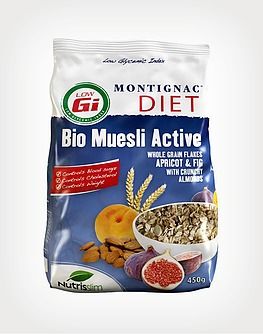 Low Glycemic Index
LOW
Gi
MONTIGNAC
DIET
Bio Muesli Active
WHOLE GRAIN FLAKES
APRICOT & FIG
WITH CRUNCHY
ALMONDS
Controls Blood sugar
Controls Cholesterol
Controls Weight
Nutrissim
450g